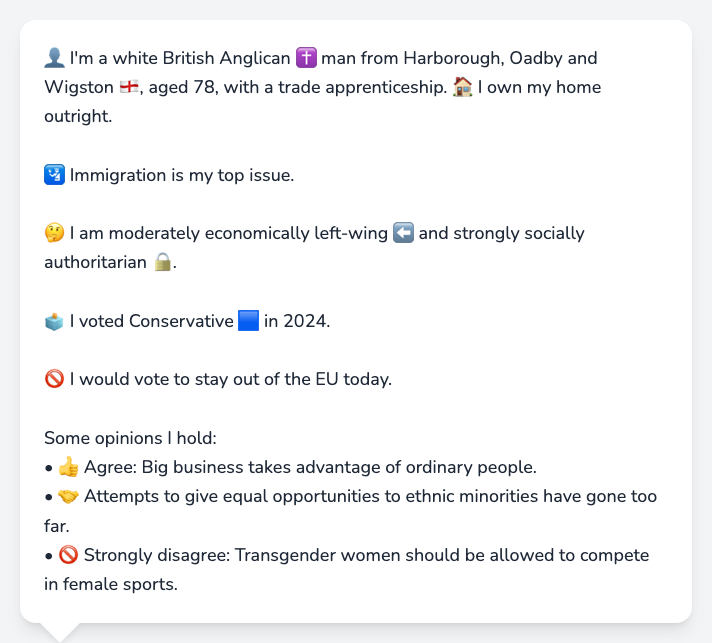 👤 I'm a white British Anglican ✝️ man from Harborough, Oadby and
Wigston 🏴󠁧󠁢󠁥󠁮󠁧󠁿, aged 78, with a trade apprenticeship. 🏠 I own my home
outright.
🛂 Immigration is my top issue.
🤔 I am moderately economically left-wing ⬅️ and strongly socially
authoritarian 🔒.
🗳️ I voted Conservative 🟦 in 2024.
🚫 I would vote to stay out of the EU today.
Some opinions I hold:
• 👍 Agree: Big business takes advantage of ordinary people.
• 🤝 Attempts to give equal opportunities to ethnic minorities have gone too
far.
• 🚫 Strongly disagree: Transgender women should be allowed to compete
in female sports.